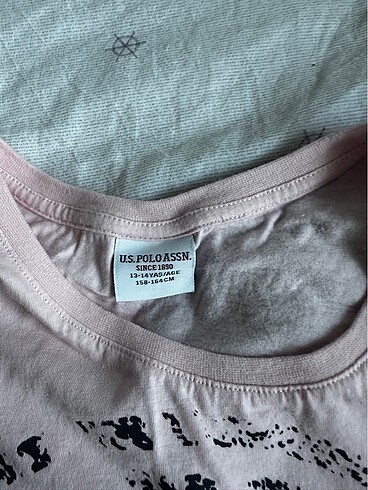 U.S. POLO ASSN.
SINCE 1890
13-14YAŞ/AGE
158-164CM